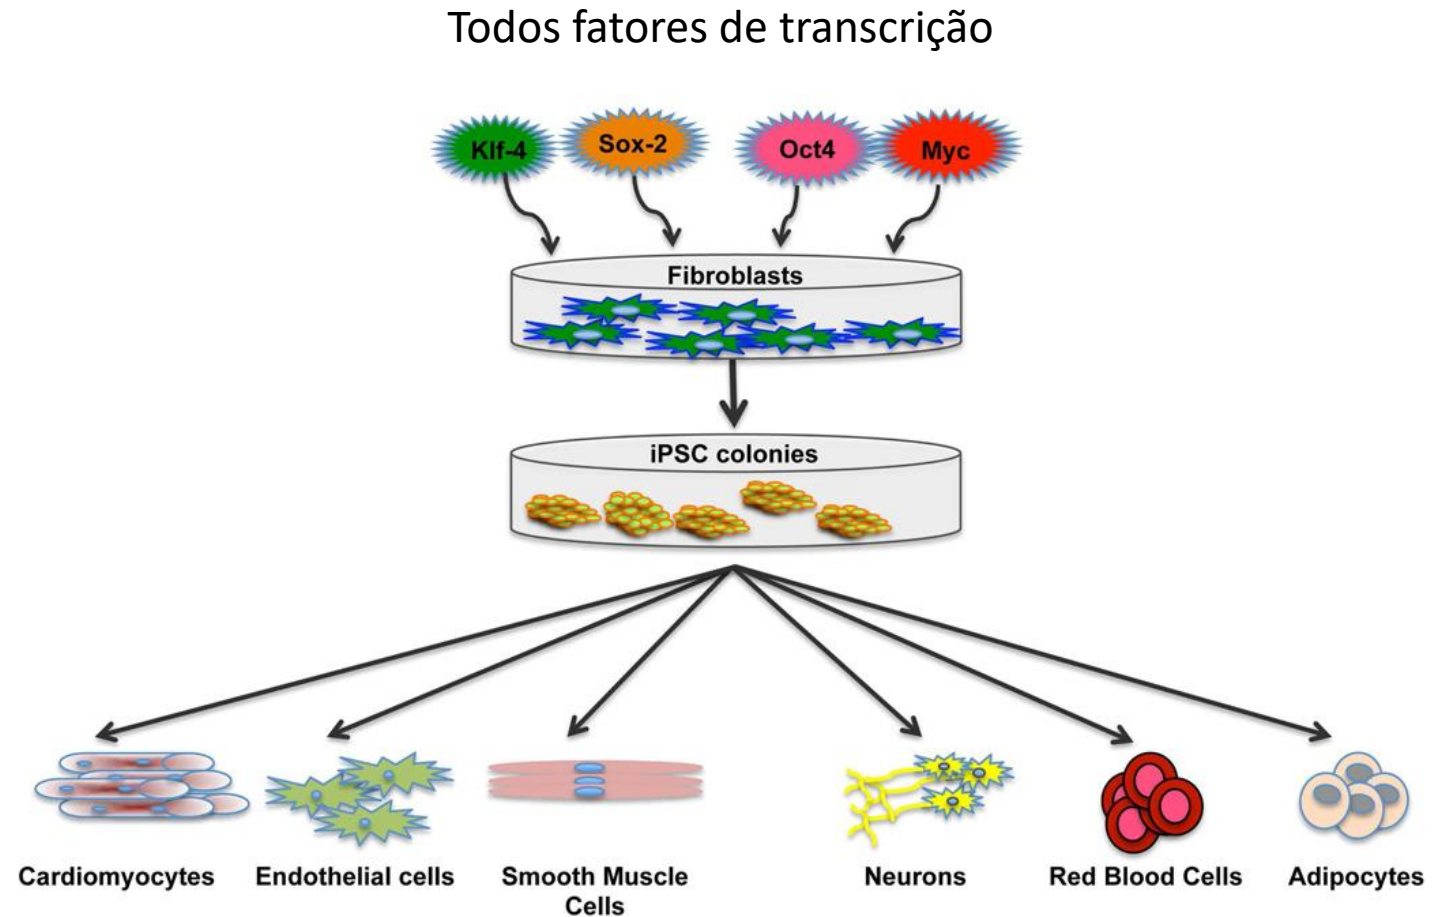 Todos fatores de transcrição
Klf-4
Sox-2
Oct4
Myc
Fibroblasts
iPSC colonies
Cardiomyocytes
Endothelial cells
Smooth Muscle
Cells
Neurons
Red Blood Cells
Adipocytes